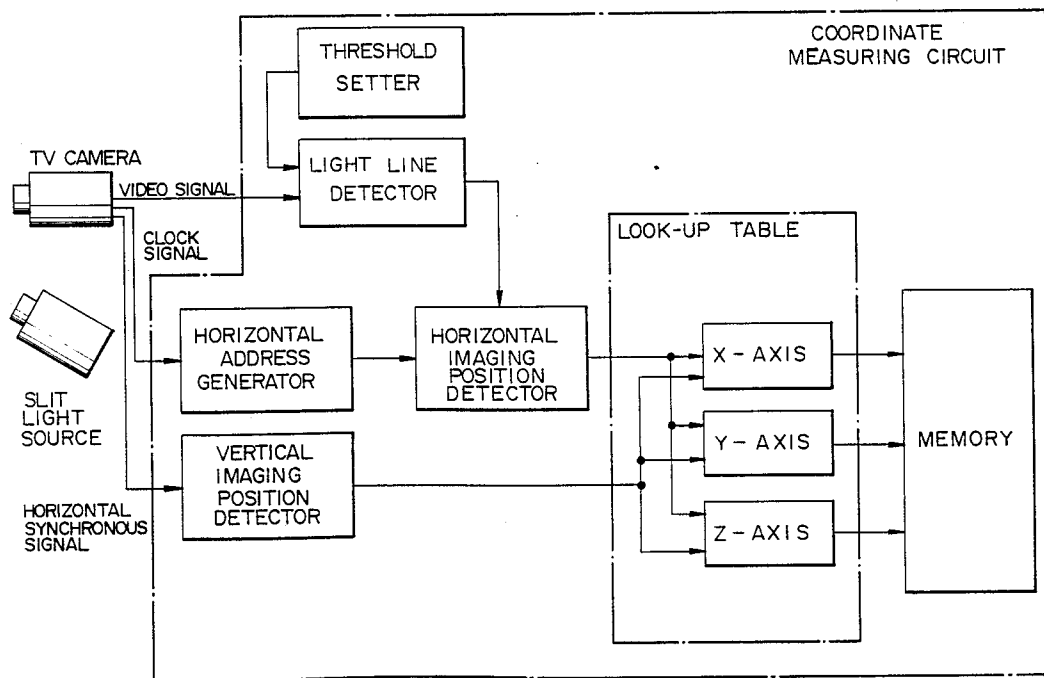 COORDINATE
MEASURING CIRCUIT
THRESHOLD
SETTER
TV CAMERA
VIDEO SIGNAL
LIGHT LINE
DETECTOR
CLOCK
SIGNAL
LOOK-UP TABLE
HORIZONTAL
ADDRESS
GENERATOR
HORIZONTAL
IMAGING
POSITION
DETECTOR
X-AXIS
SLIT
LIGHT
SOURCE
VERTICAL
IMAGING
POSITION
DETECTOR
Y-AXIS
MEMORY
HORIZONTAL
SYNCHRONOUS
SIGNAL
Z-AXIS